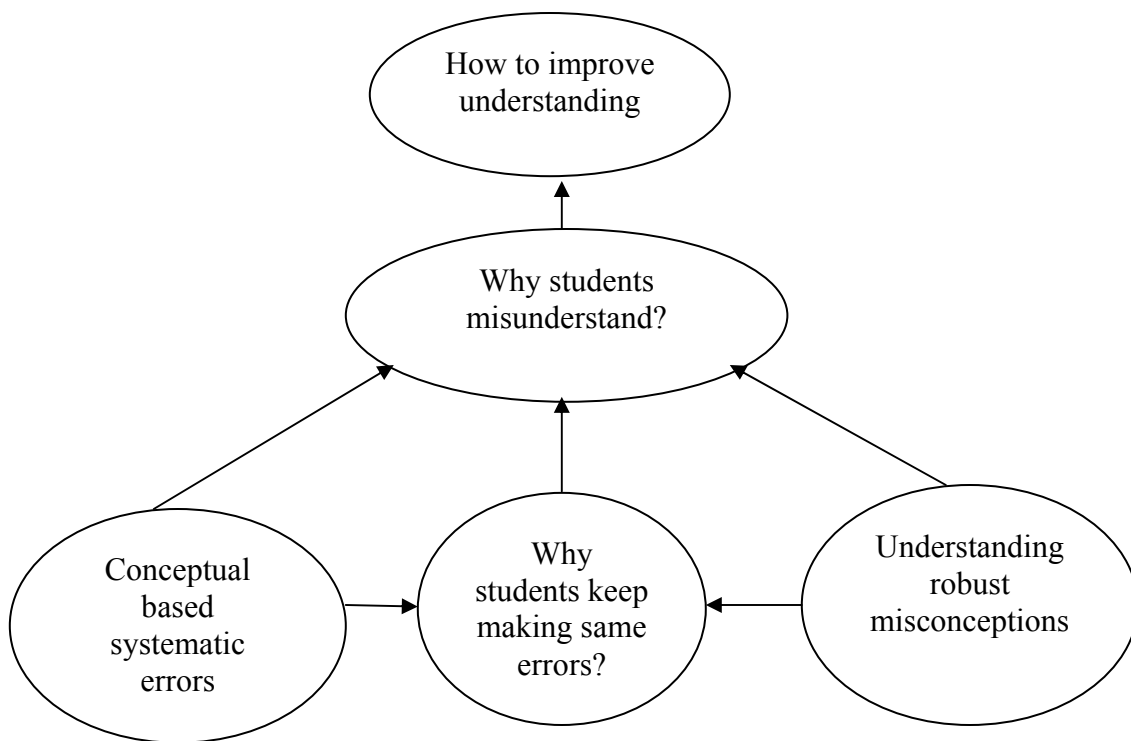 How to improve
understanding
Why students
misunderstand?
Conceptual
based
systematic
errors
Why
students keep
making same
errors?
Understanding
robust
misconceptions